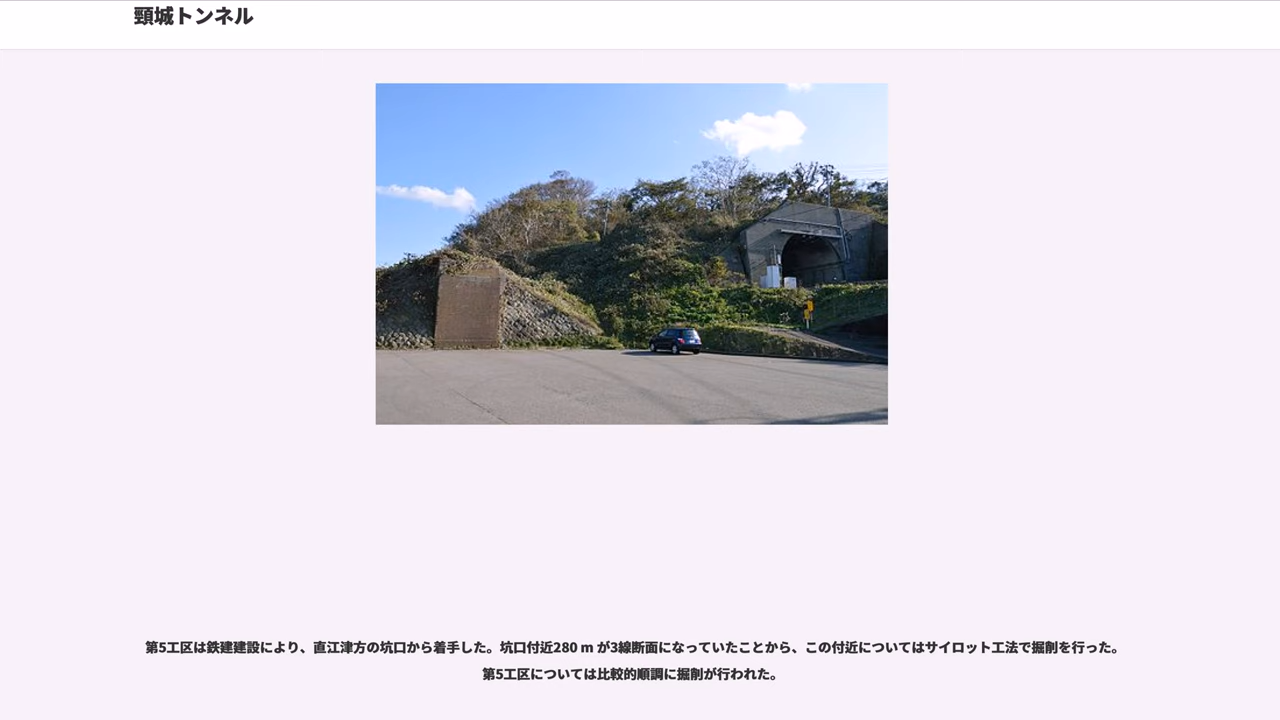 頸城トンネル
第5工区は鉄建建設により、直江津方の坑口から着手した。坑口付近280 m が3線断面になっていたことから、この付近についてはサイロット工法で掘削を行った。
第5工区については比較的順調に掘削が行われた。